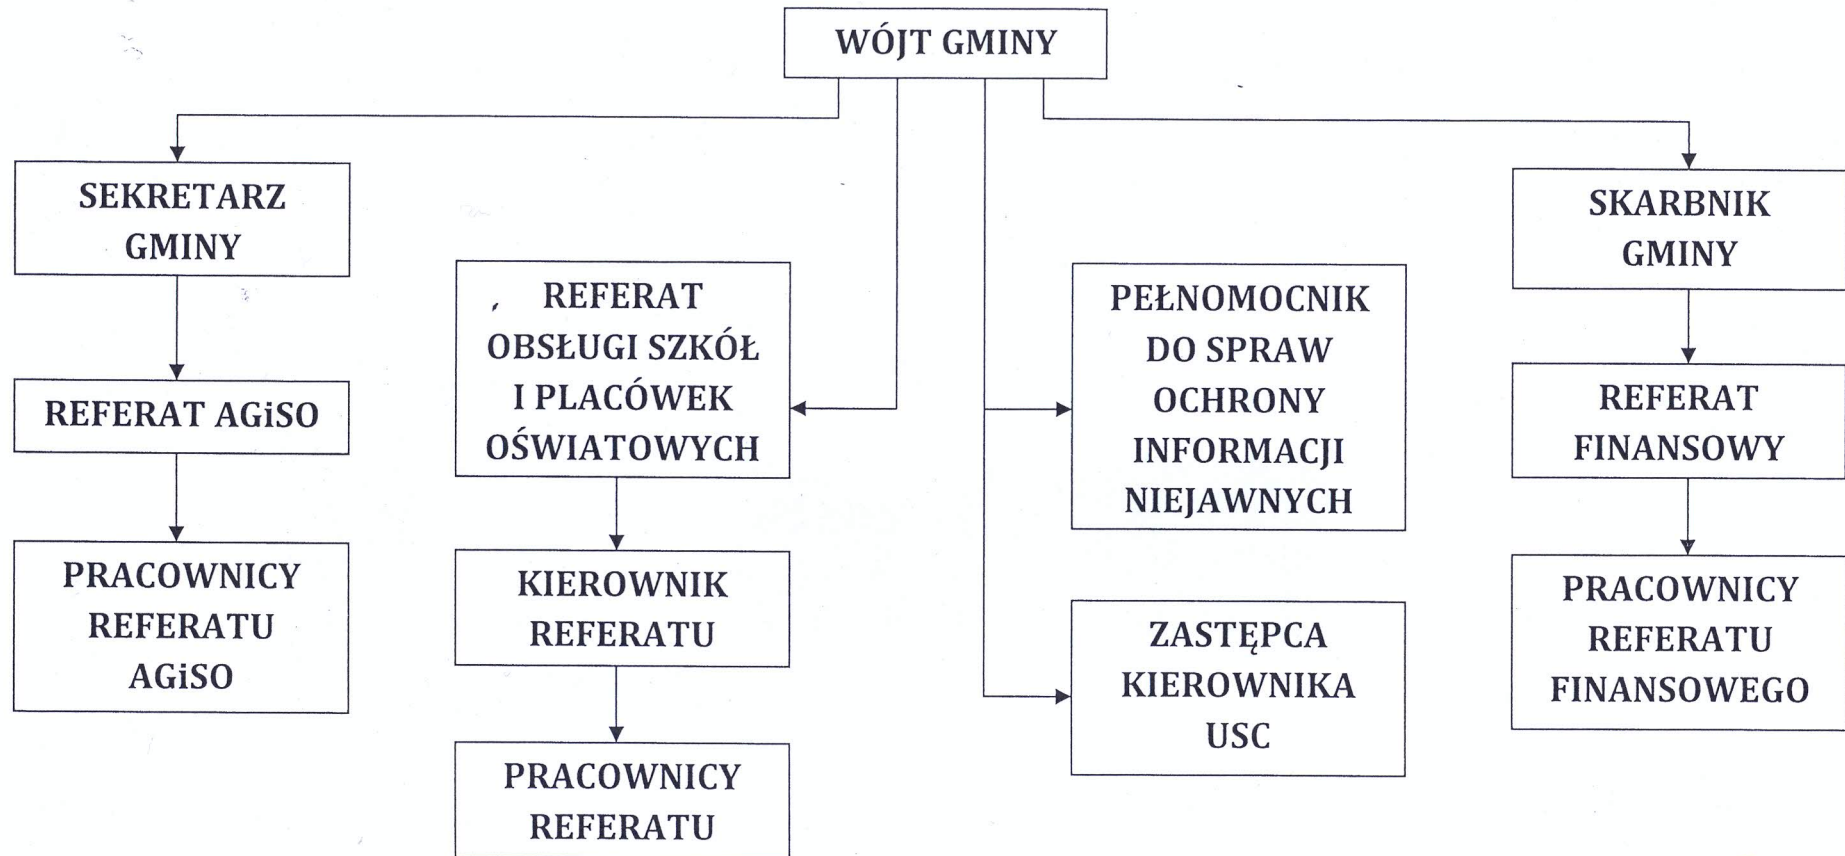 WÓJT GMINY
SEKRETARZ
GMINY
REFERAT AGiSO
PRACOWNICY
REFERATU
AGiSO
REFERAT
OBSŁUGI SZKÓŁ
I PLACÓWEK
OŚWIATOWYCH
KIEROWNIK
REFERATU
PRACOWNICY
REFERATU
PEŁNOMOCNIK
DO SPRAW
OCHRONY
INFORMACJI
NIEJAWNYCH
ZASTĘPCA
KIEROWNIKA
USC
SKARBNIK
GMINY
REFERAT
FINANSOWY
PRACOWNICY
REFERATU
FINANSOWEGO